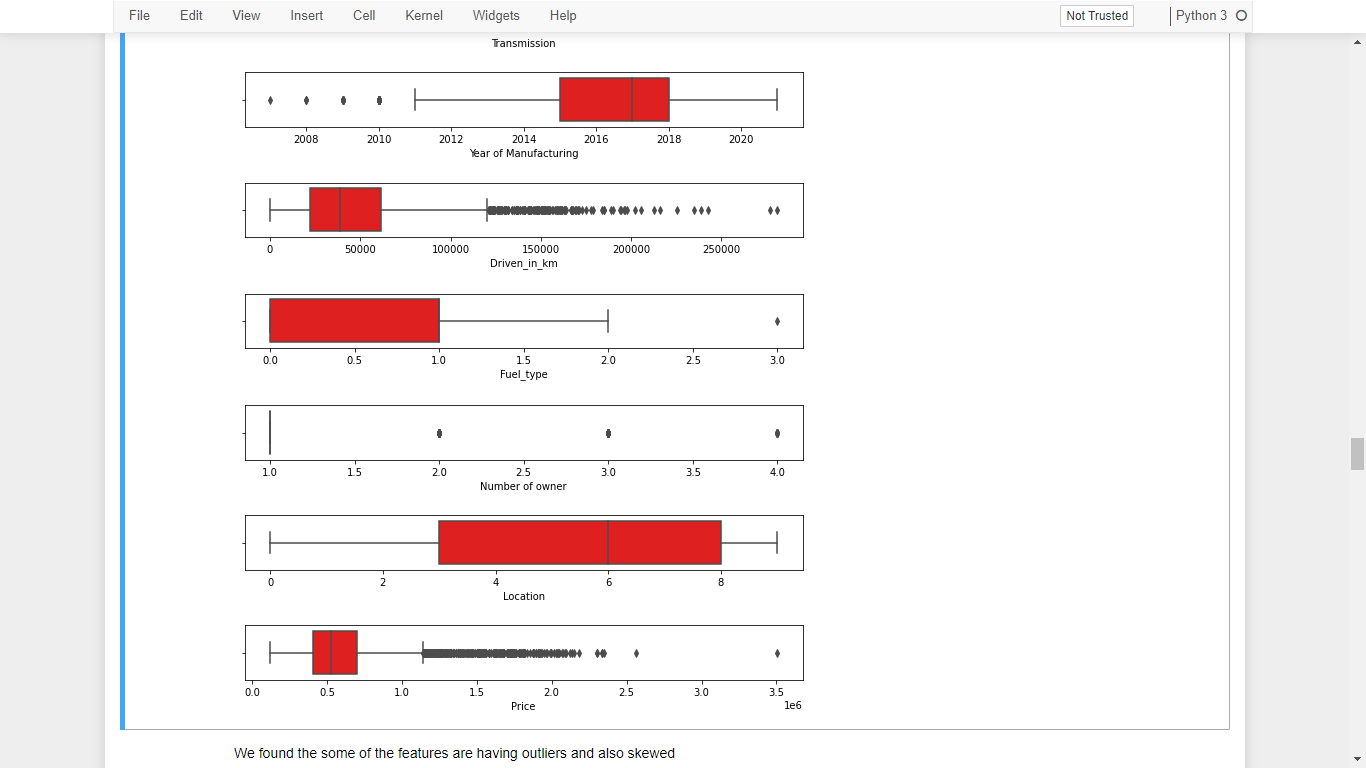 File Edit View Insert Cell Kernel Widgets Help Not Trusted Python 3
Transmission
2008 2010 2012 2014 2016 2018 2020
Year of Manufacturing
0 50000 100000 150000 200000 250000
Driven_in_km
0.0 0.5 1.0 1.5 2.0 2.5 3.0
Fuel_type
1.0 1.5 2.0 2.5 3.0 3.5 4.0
Number of owner
0 2 4 6 8
Location
0.0 0.5 1.0 1.5 2.0 2.5 3.0 3.5
1e6
Price
We found the some of the features are having outliers and also skewed